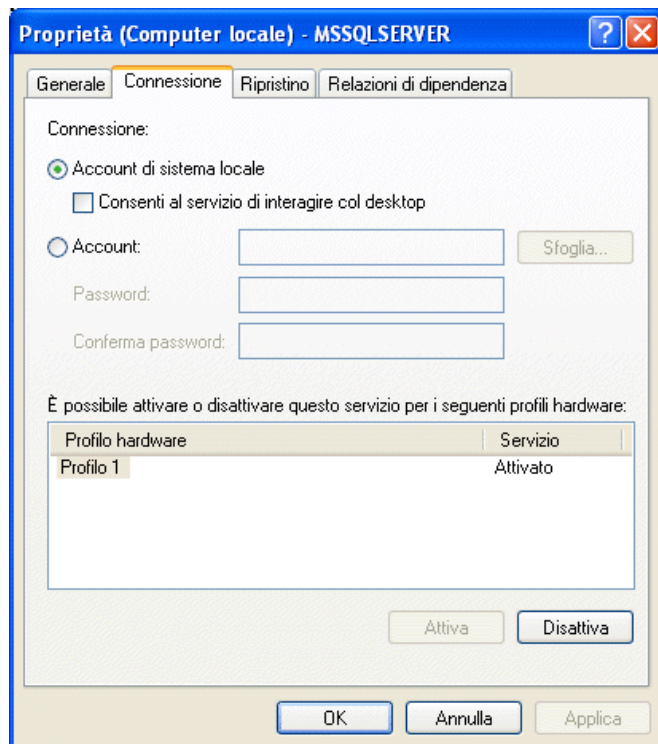 Proprietà (Computer locale) - MSSQLSERVER
Generale Connessione Ripristino Relazioni di dipendenza
Connessione:
Account di sistema locale
Consenti al servizio di interagire col desktop
Account: Sfoglia...
Password:
Conferma password:
È possibile attivare o disattivare questo servizio per i seguenti profili hardware:
Profilo hardware Servizio
Profilo 1 Attivato
Attiva Disattiva
OK Annulla Applica